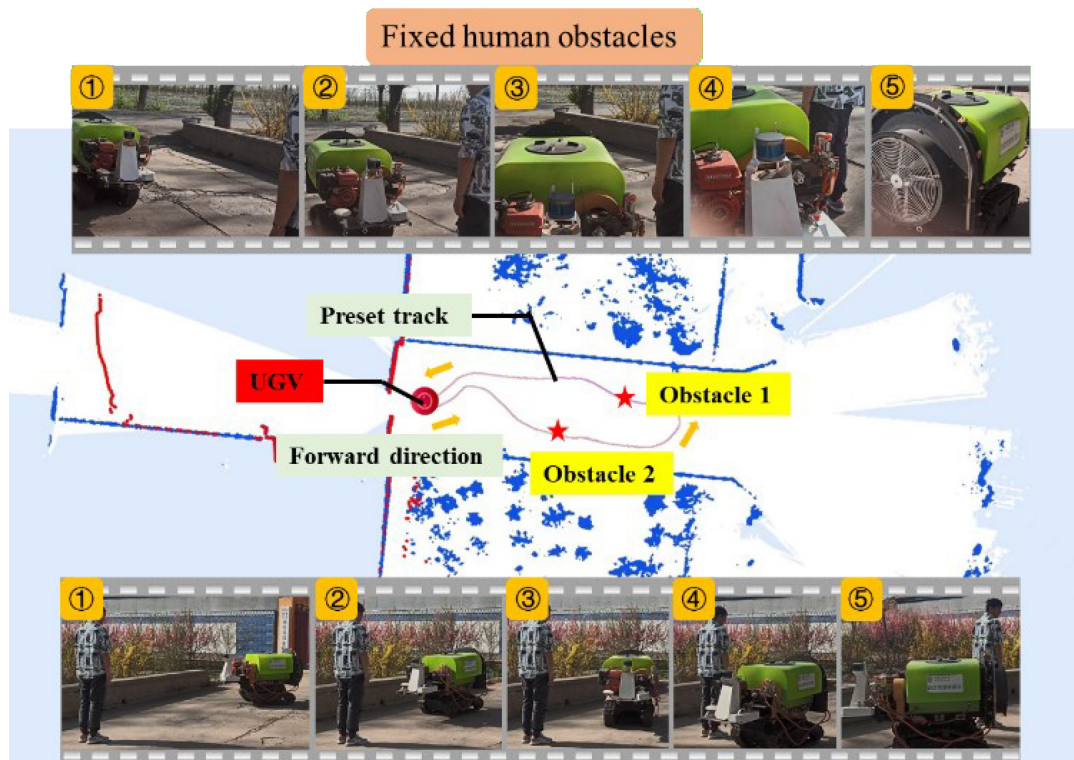 Fixed human obstacles
① ② ③ ④ ⑤
Preset track
UGV
Obstacle 1
Forward direction
Obstacle 2
① ② ③ ④ ⑤